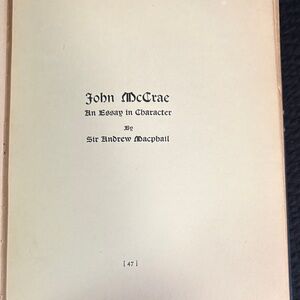 John McCrae
An Essay in Character
By
Sir Andrew Macphail
[ 47 ]